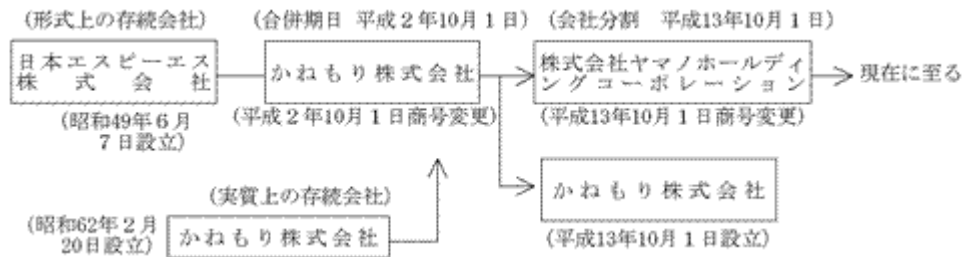 (形式上の存続会社)
(合併期日 平成2年10月1日)
(会社分割 平成13年10月1日)
日本エスピーエス
株式会社
かねもり株式会社
株式会社ヤマノホールディ
ングコーポレーション
現在に至る
(昭和49年6月
7日設立)
(平成2年10月1日商号変更)
(平成13年10月1日商号変更)
(実質上の存続会社)
かねもり株式会社
(昭和62年2月
20日設立)
かねもり株式会社
(平成13年10月1日設立)